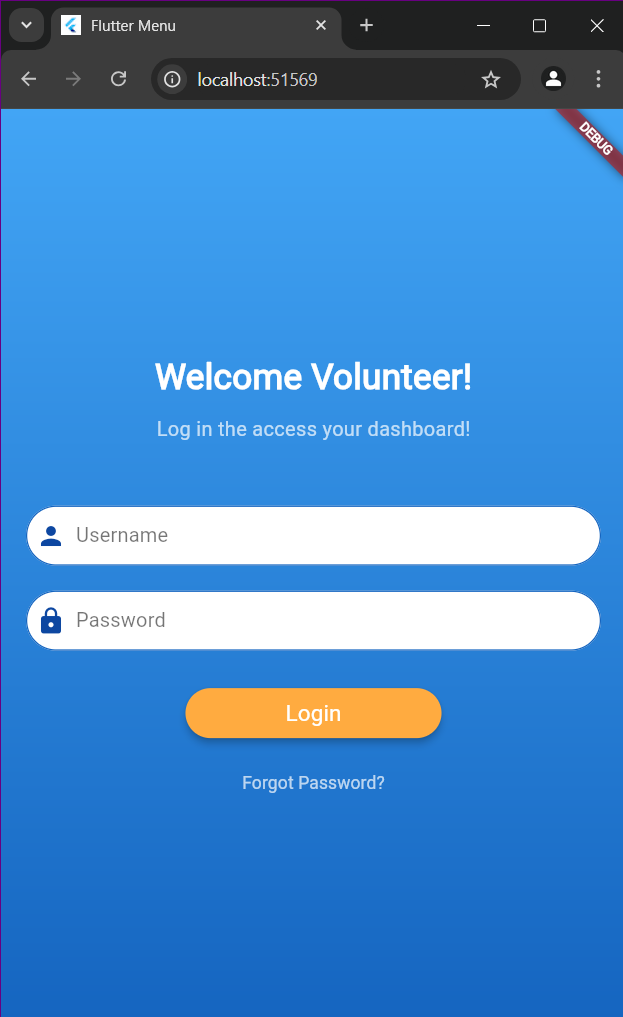 Flutter Menu
localhost:51569
DEBUG
Welcome Volunteer!
Log in the access your dashboard!
Username
Password
Login
Forgot Password?